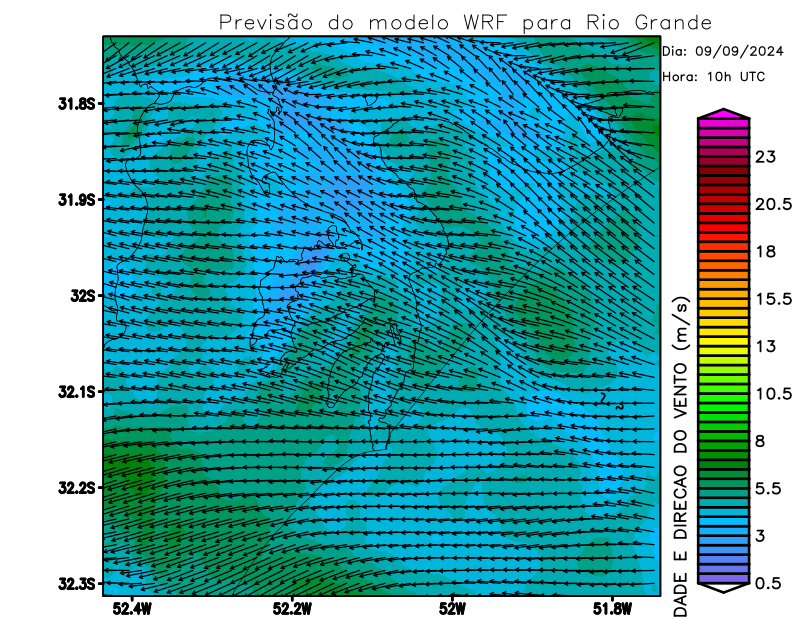 Previsão do modelo WRF para Rio Grande
Dia: 09/09/2024
Hora: 10h UTC
31.8S
31.9S
32S
32.1S
32.2S
32.3S
52.4W
52.2W
52W
51.8W
DADE E DIRECAO DO VENTO (m/s)
23
20.5
18
15.5
13
10.5
8
5.5
3
0.5